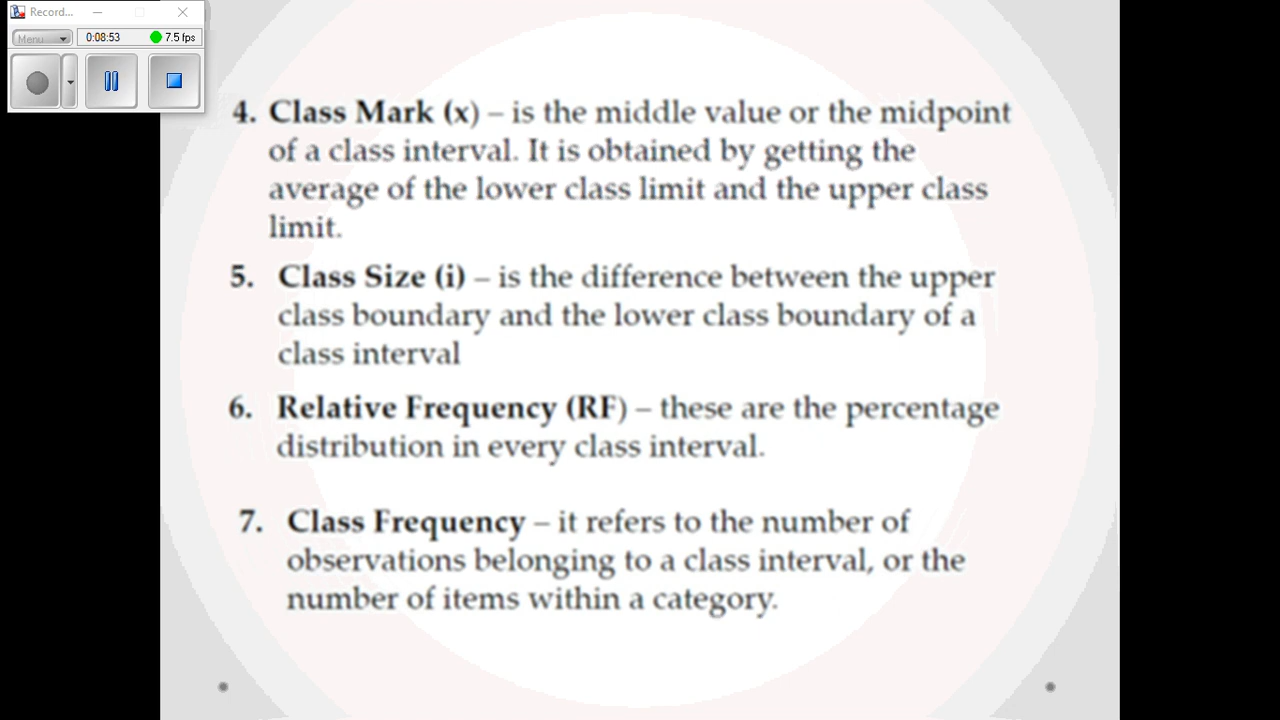 Record...
Menu 0:08:53 7.5 fps
4. Class Mark (x) – is the middle value or the midpoint
of a class interval. It is obtained by getting the
average of the lower class limit and the upper class
limit.
5. Class Size (i) – is the difference between the upper
class boundary and the lower class boundary of a
class interval
6. Relative Frequency (RF) – these are the percentage
distribution in every class interval.
7. Class Frequency – it refers to the number of
observations belonging to a class interval, or the
number of items within a category.